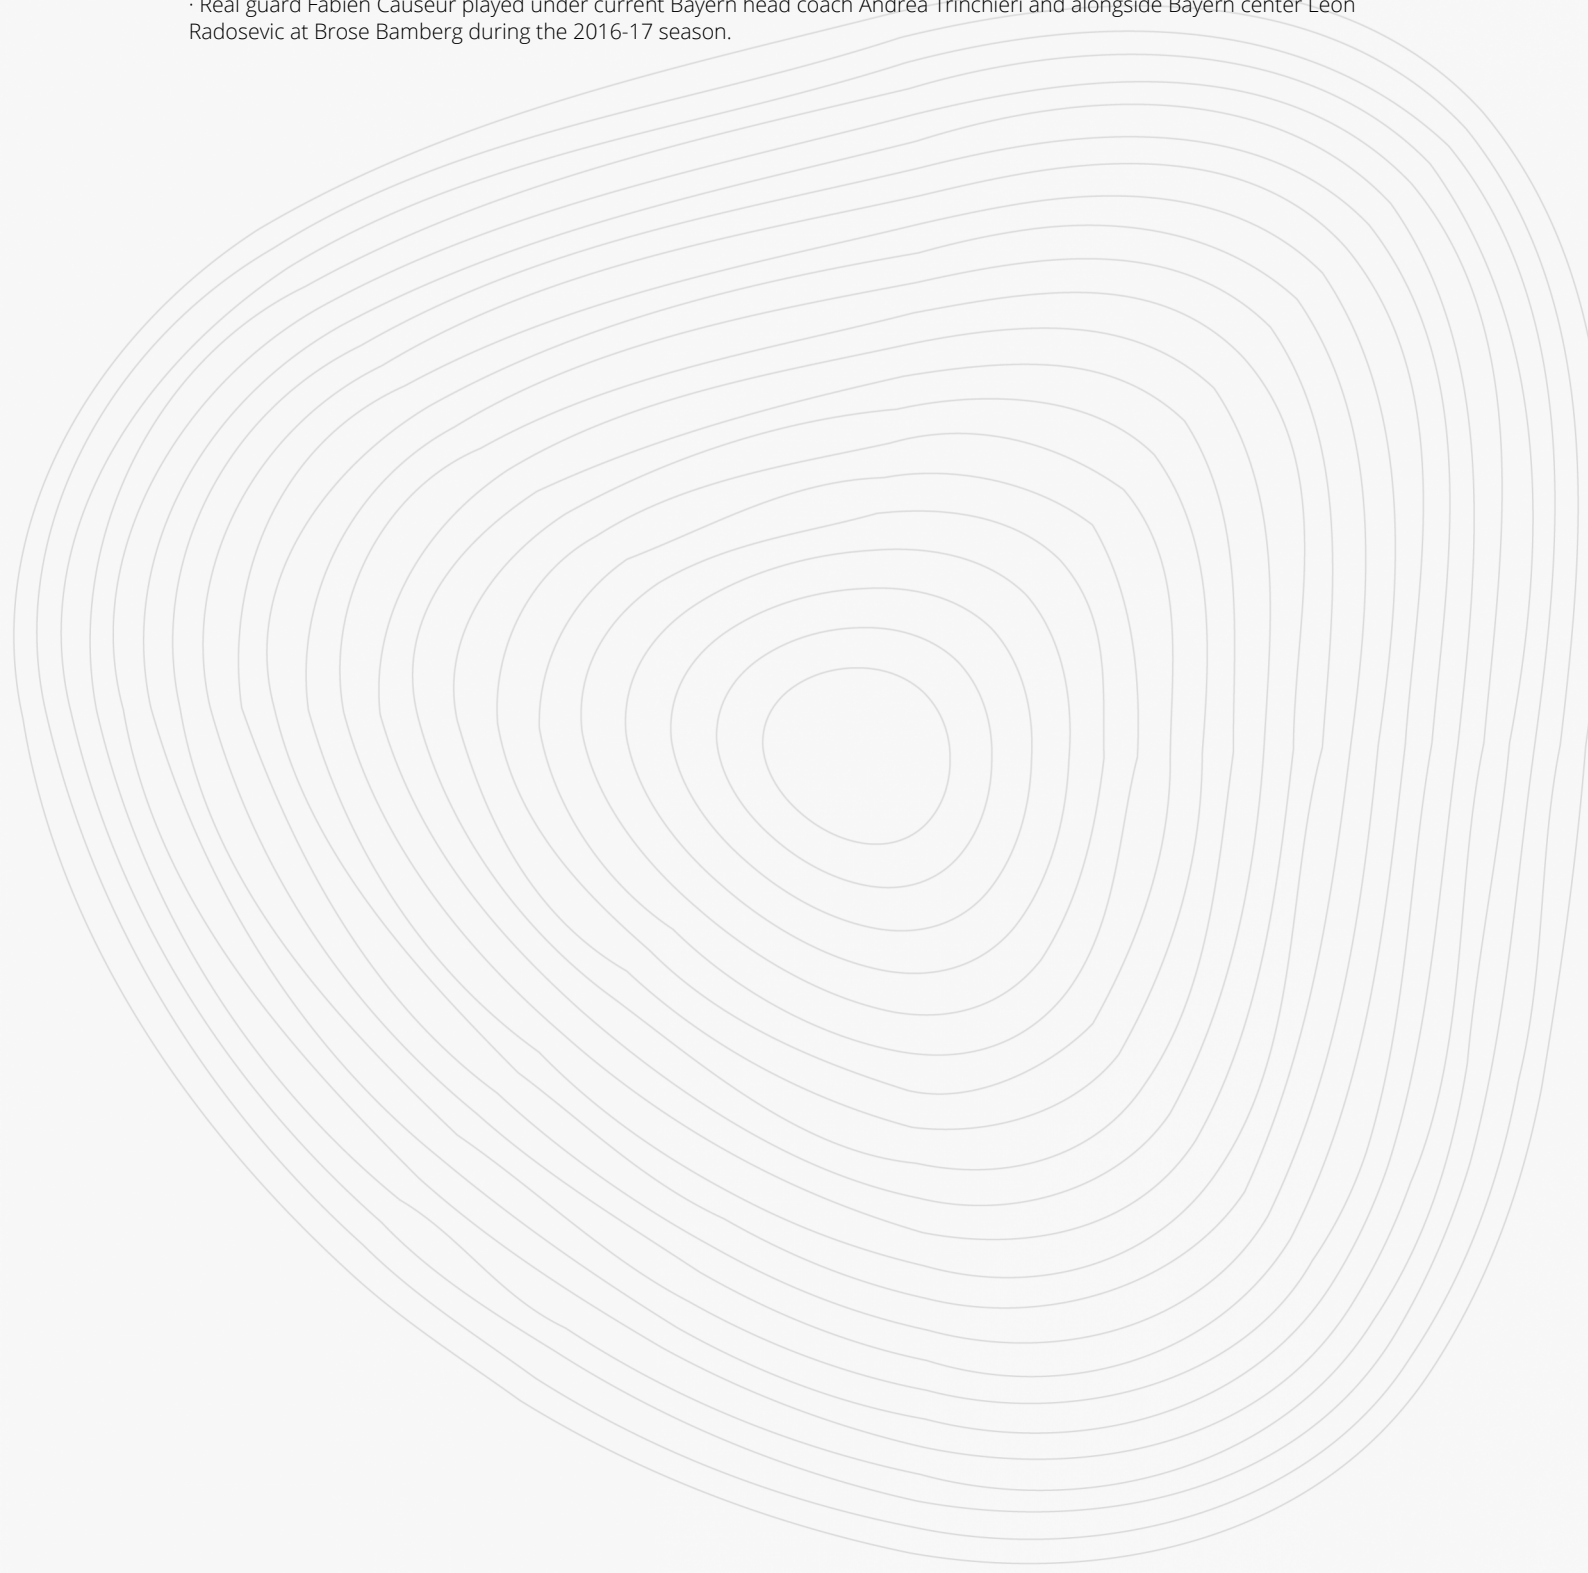 · Real guard Fabien Causeur played under current Bayern head coach Andrea Trinchieri and alongside Bayern center Leon
Radosevic at Brose Bamberg during the 2016-17 season.